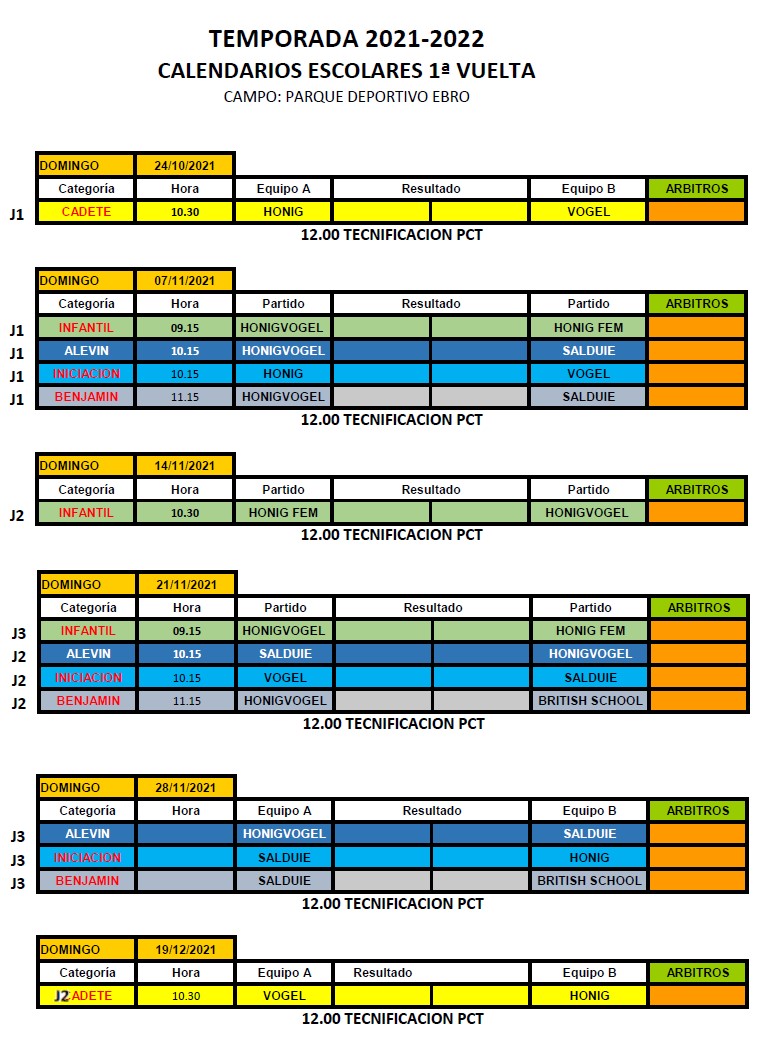 TEMPORADA 2021-2022
CALENDARIOS ESCOLARES 1ª VUELTA
CAMPO: PARQUE DEPORTIVO EBRO
DOMINGO 24/10/2021
Categoría Hora Equipo A Resultado Equipo B ARBITROS
J1 CADETE 10.30 HONIG VOGEL
12.00 TECNIFICACION PCT
DOMINGO 07/11/2021
Categoría Hora Partido Resultado Partido ARBITROS
J1 INFANTIL 09.15 HONIGVOGEL HONIG FEM
J1 ALEVIN 10.15 HONIGVOGEL SALDUIE
J1 INICIACION 10.15 HONIG VOGEL
J1 BENJAMIN 11.15 HONIGVOGEL SALDUIE
12.00 TECNIFICACION PCT
DOMINGO 14/11/2021
Categoría Hora Partido Resultado Partido ARBITROS
J2 INFANTIL 10.30 HONIG FEM HONIGVOGEL
12.00 TECNIFICACION PCT
DOMINGO 21/11/2021
Categoría Hora Partido Resultado Partido ARBITROS
J3 INFANTIL 09.15 HONIGVOGEL HONIG FEM
J2 ALEVIN 10.15 SALDUIE HONIGVOGEL
J2 INICIACION 10.15 VOGEL SALDUIE
J2 BENJAMIN 11.15 HONIGVOGEL BRITISH SCHOOL
12.00 TECNIFICACION PCT
DOMINGO 28/11/2021
Categoría Hora Equipo A Resultado Equipo B ARBITROS
J3 ALEVIN HONIGVOGEL SALDUIE
J3 INICIACION SALDUIE HONIG
J3 BENJAMIN SALDUIE BRITISH SCHOOL
12.00 TECNIFICACION PCT
DOMINGO 19/12/2021
Categoría Hora Equipo A Resultado Equipo B ARBITROS
J2 CADETE 10.30 VOGEL HONIG
12.00 TECNIFICACION PCT